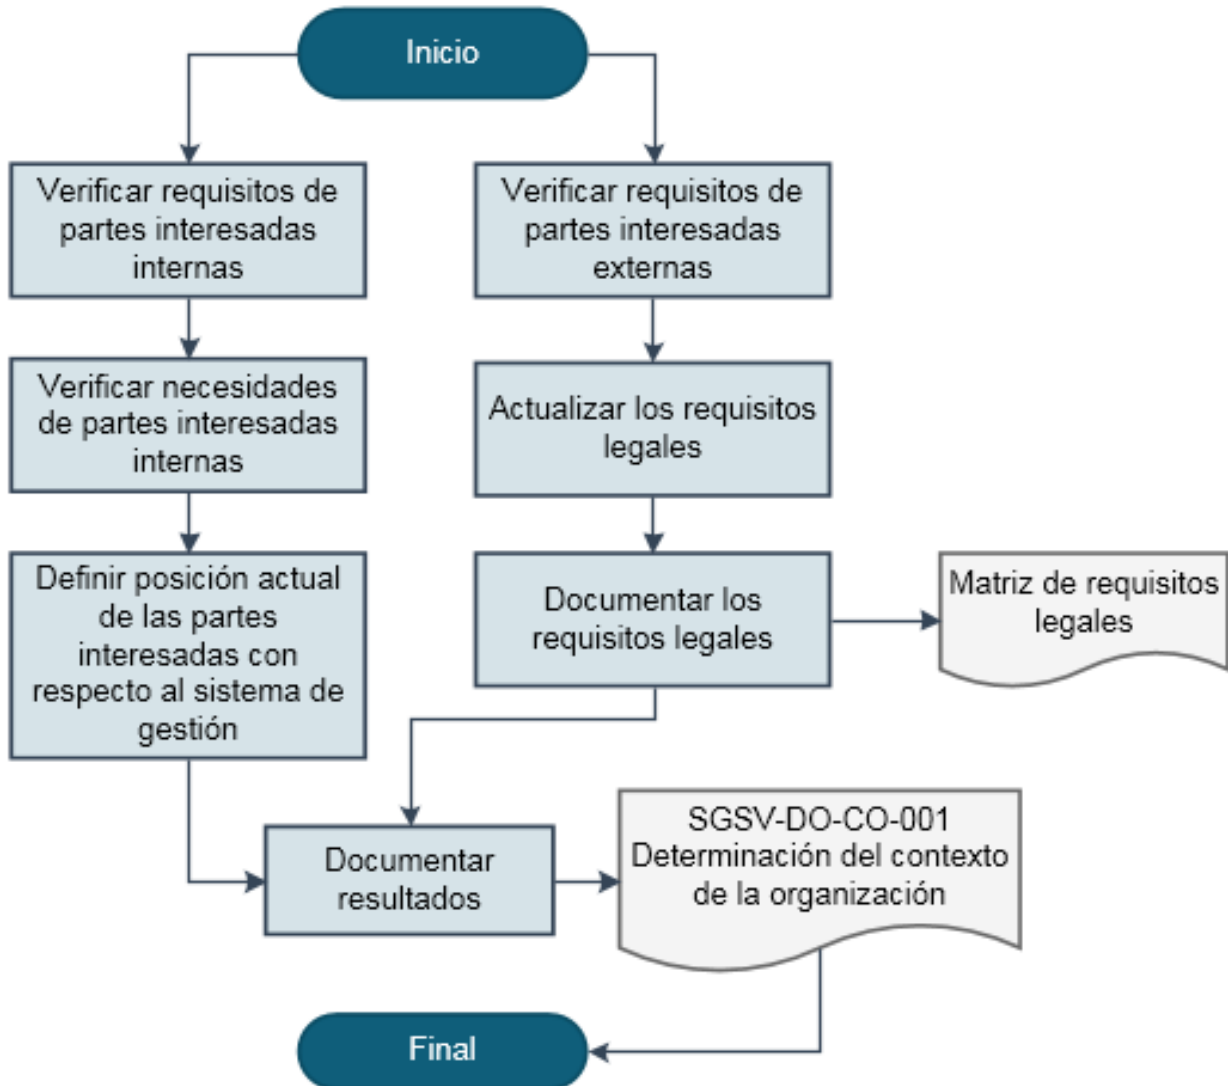 Inicio
Verificar requisitos de
partes interesadas
internas
Verificar requisitos de
partes interesadas
externas
Verificar necesidades
de partes interesadas
internas
Actualizar los requisitos
legales
Definir posición actual
de las partes
interesadas con
respecto al sistema de
gestión
Documentar los
requisitos legales
Matriz de requisitos
legales
Documentar
resultados
SGSV-DO-CO-001
Determinación del contexto
de la organización
Final